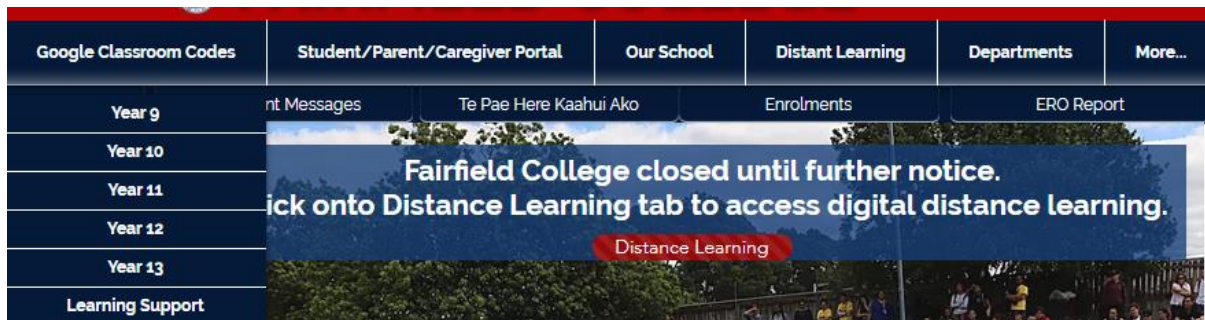 Google Classroom Codes Student/Parent/Caregiver Portal Our School Distant Learning Departments More...
Year 9
Year 10
Year 11
Year 12
Year 13
Learning Support
nt Messages Te Pae Here Kaahui Ako Enrolments ERO Report
Fairfield College closed until further notice.
ick onto Distance Learning tab to access digital distance learning.
Distance Learning